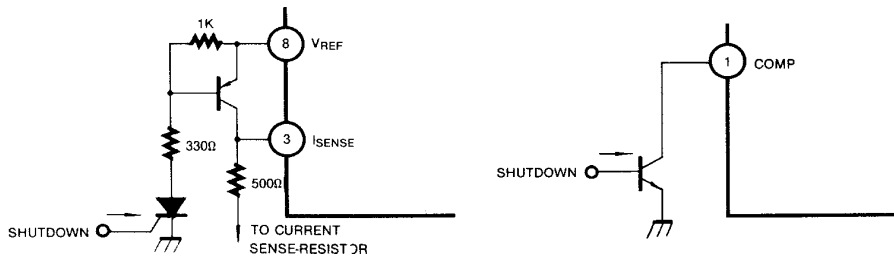 1K
8 VREF
330Ω
3 ISENSE
500Ω
SHUTDOWN
TO CURRENT
SENSE-RESISTOR
1 COMP
SHUTDOWN